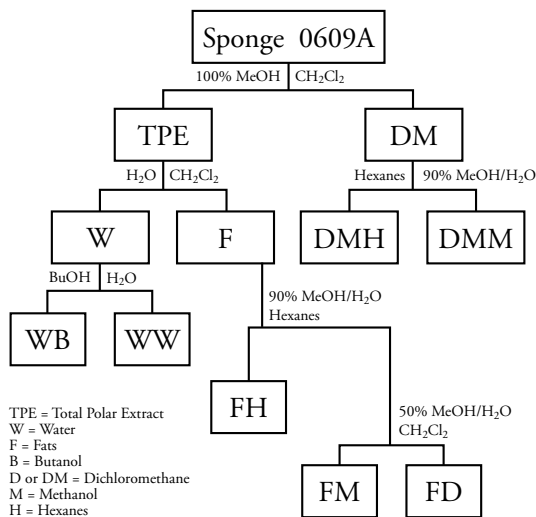 Sponge 0609A
100% MeOH CH₂Cl₂
TPE DM
H₂O CH₂Cl₂ Hexanes 90% MeOH/H₂O
W F DMH DMM
BuOH H₂O
90% MeOH/H₂O
Hexanes
WB WW
FH
50% MeOH/H₂O
CH₂Cl₂
FM FD
TPE = Total Polar Extract
W = Water
F = Fats
B = Butanol
D or DM = Dichloromethane
M = Methanol
H = Hexanes